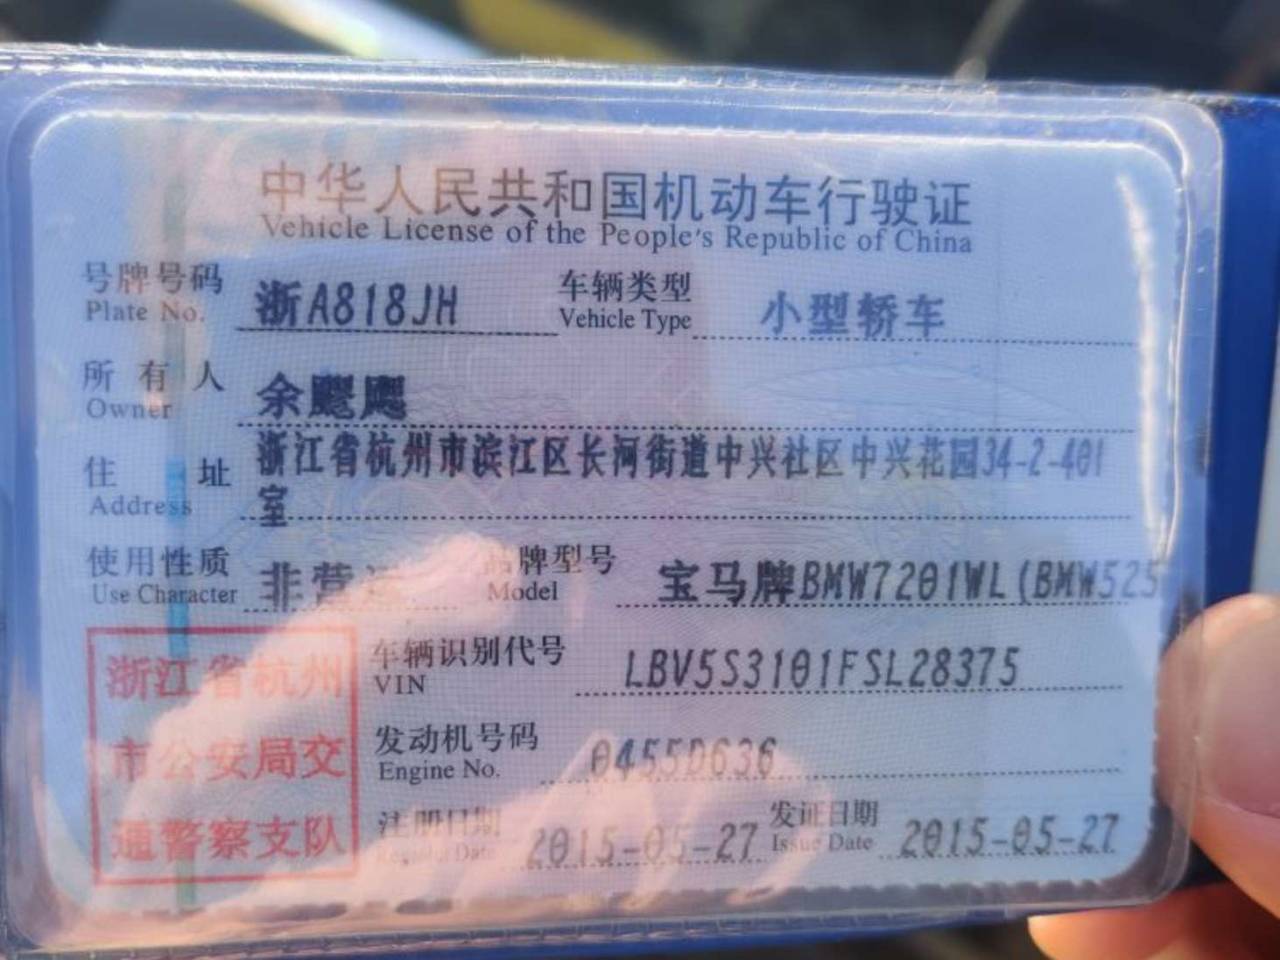 中华人民共和国机动车行驶证
Vehicle License of the People's Republic of China
号牌号码 浙A818JH 车辆类型 小型轿车
Plate No. Vehicle Type
所有人 余
Owner
住址 浙江省杭州市滨江区长河街道中兴社区中兴花园34-2-401
Address 室
使用性质 非营运 品牌型号 宝马牌BMW7201WL(BMW525
Use Character Model
浙江省杭州
市公安局交
通警察支队
车辆识别代号 LBV5S3101FSL28375
VIN
发动机号码 0455D636
Engine No.
注册日期 2015-05-27 发证日期 2015-05-27
Register Date Issue Date